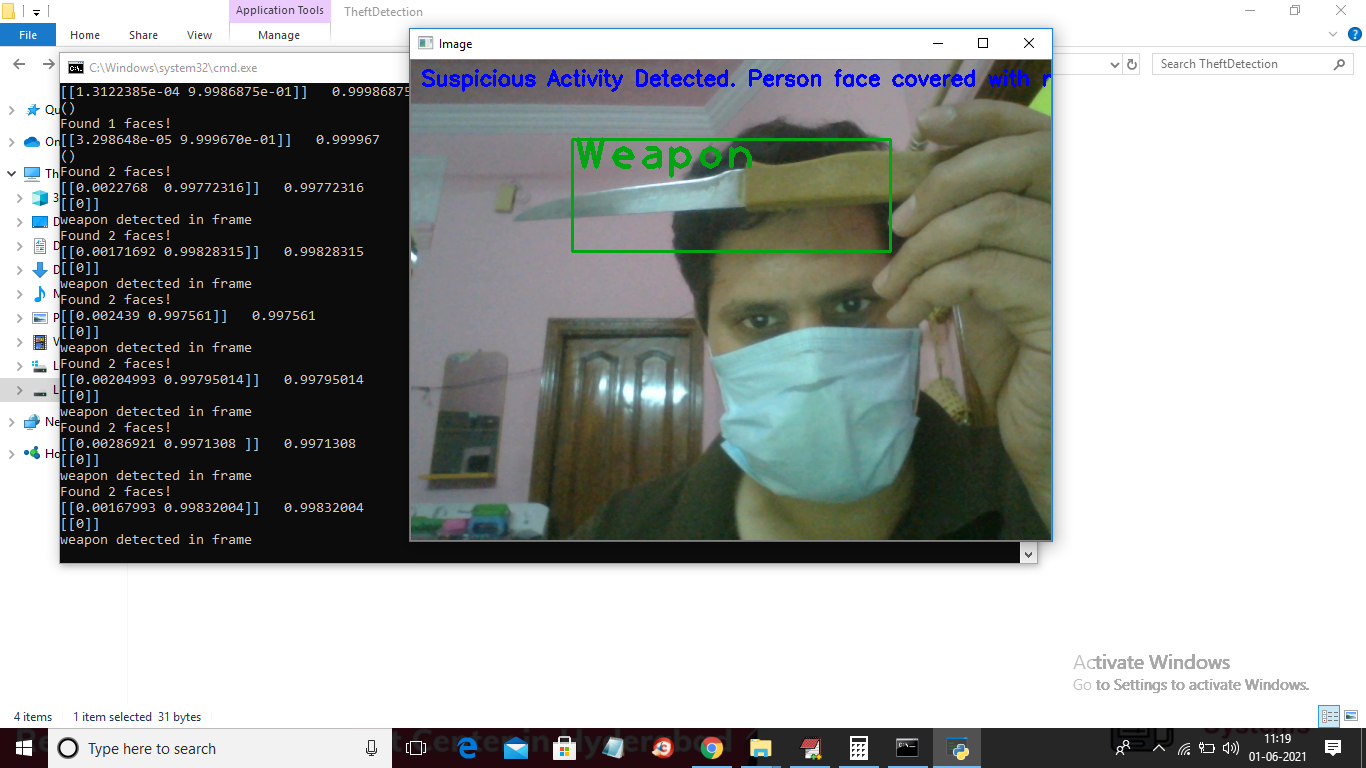 Application Tools
TheftDetection
File
Home
Share
View
Manage
Image
C:\Windows\system32\cmd.exe
Search TheftDetection
Suspicious Activity Detected. Person face covered with
Weapon
[[1.3122385e-04 9.9986875e-01]] 0.99986875
()
Found 1 faces!
[[3.298648e-05 9.999670e-01]] 0.999967
()
Found 2 faces!
[[0.0022768 0.99772316]] 0.99772316
[[0]]
weapon detected in frame
Found 2 faces!
[[0.00171692 0.99828315]] 0.99828315
[[0]]
weapon detected in frame
Found 2 faces!
[[0.002439 0.997561]] 0.997561
[[0]]
weapon detected in frame
Found 2 faces!
[[0.00204993 0.99795014]] 0.99795014
[[0]]
weapon detected in frame
Found 2 faces!
[[0.00286921 0.9971308 ]] 0.9971308
[[0]]
weapon detected in frame
Found 2 faces!
[[0.00167993 0.99832004]] 0.99832004
[[0]]
weapon detected in frame
Activate Windows
Go to Settings to activate Windows.
4 items
1 item selected 31 bytes
Type here to search
11:19
01-06-2021